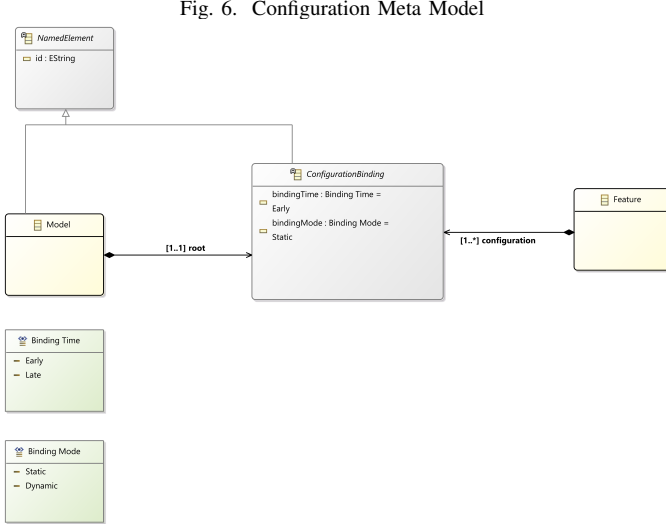 Fig. 6. Configuration Meta Model
NamedElement
id : EString
ConfigurationBinding
bindingTime : Binding Time =
Early
bindingMode : Binding Mode =
Static
Feature
Model
[1..1] root
[1..*] configuration
Binding Time
Early
Late
Binding Mode
Static
Dynamic